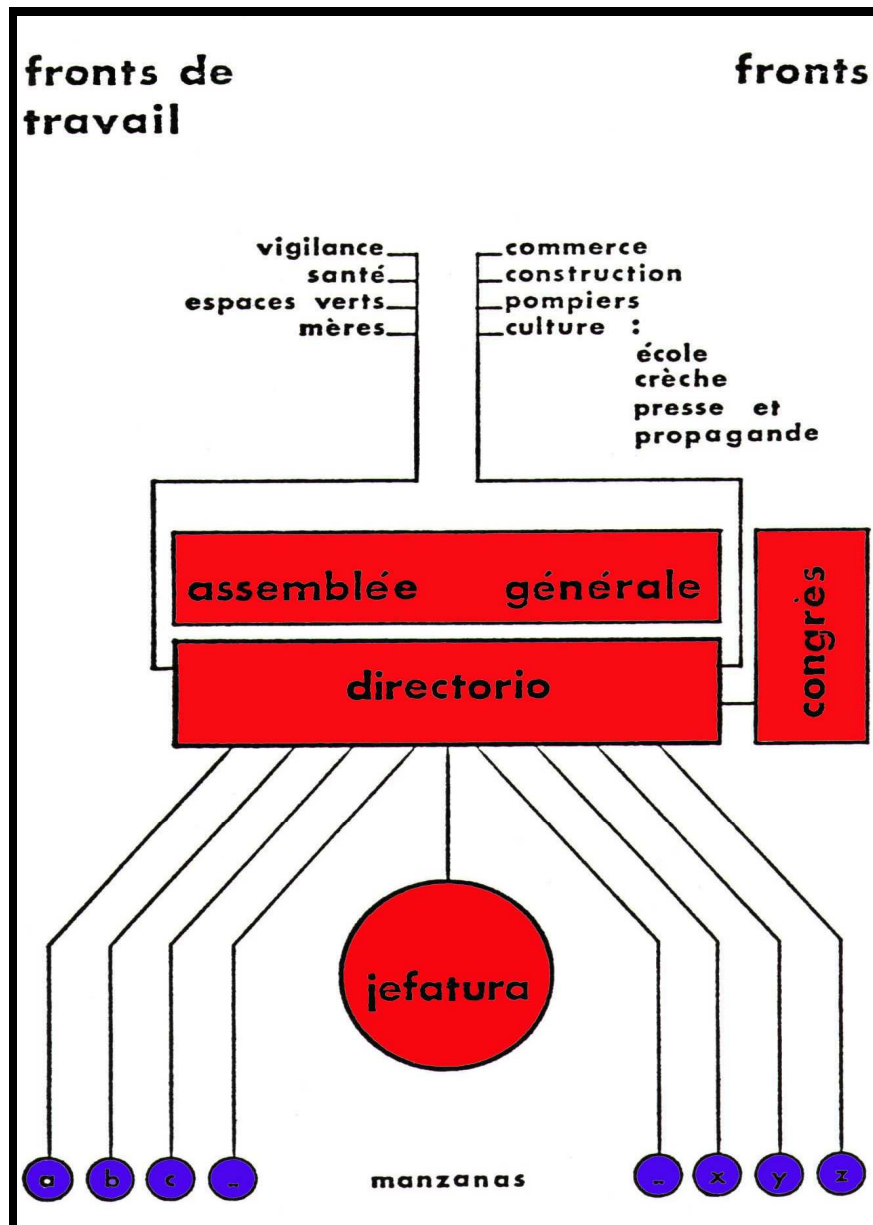 fronts de
travail
fronts
vigilance
santé
espaces verts
mères
commerce
construction
pompiers
culture :
école
crèche
presse et
propagande
assemblée générale
directorio
congrès
jefatura
manzanas
a
b
c
..
..
x
y
z